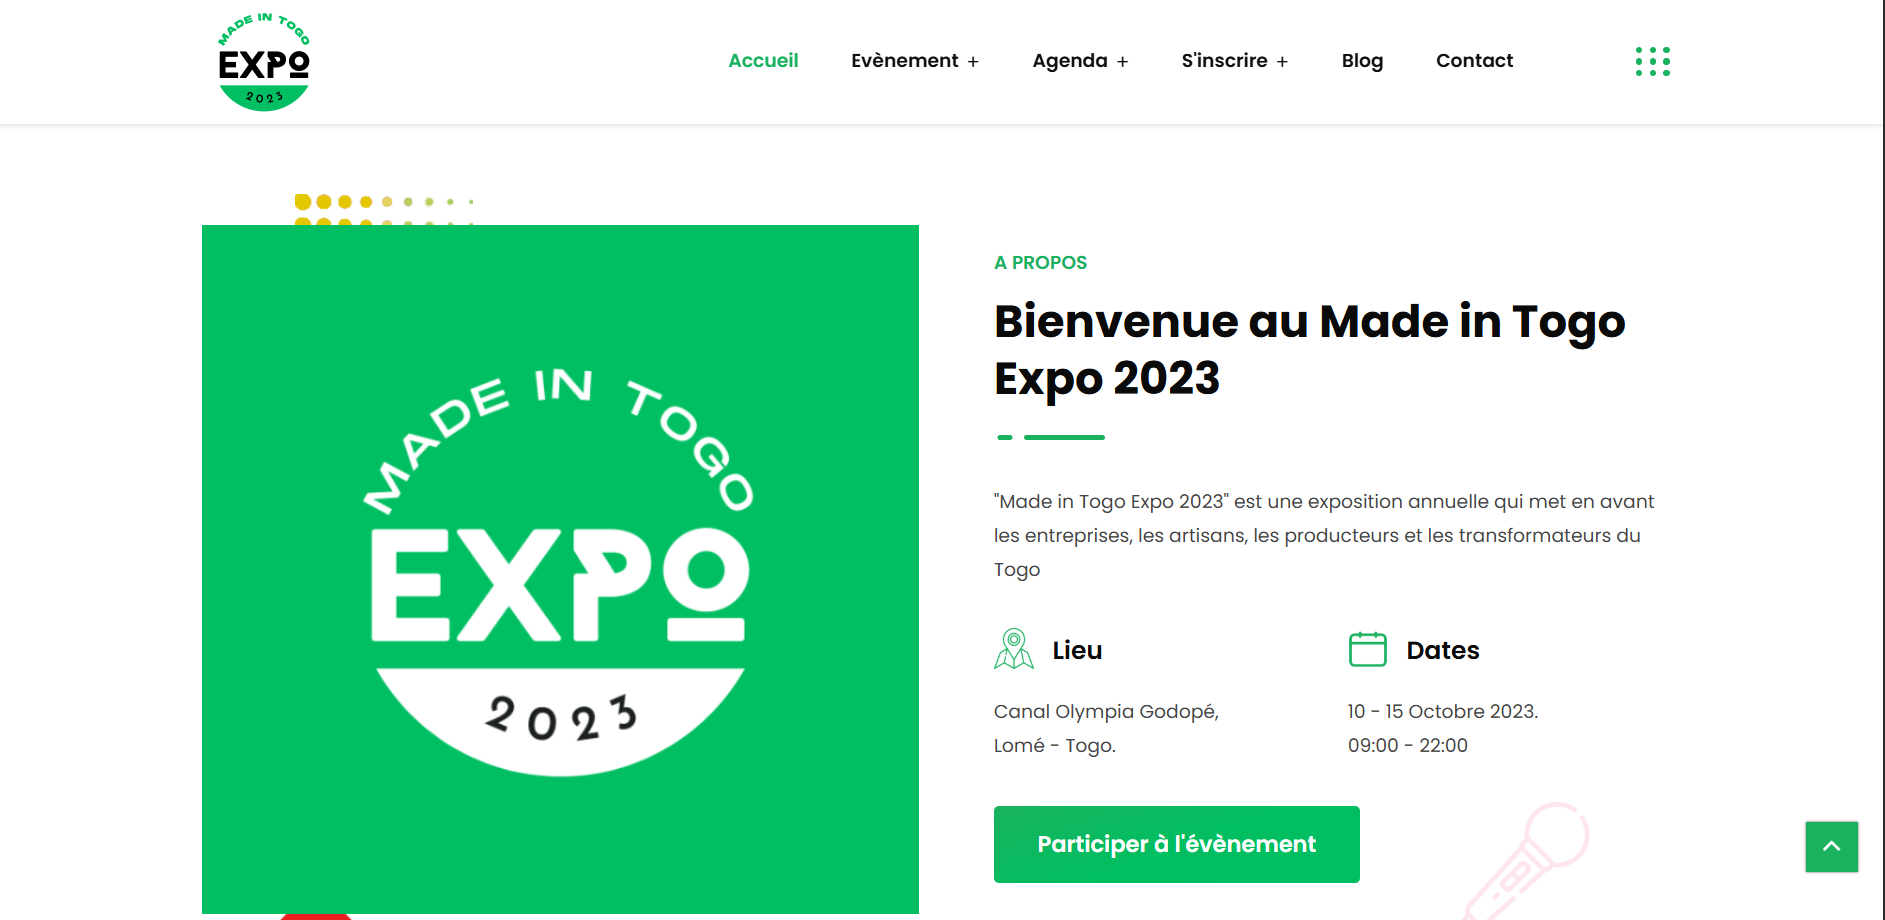 MADE IN TOGO
EXPO
2023
Accueil
Evènement +
Agenda +
S'inscrire +
Blog
Contact
MADE IN TOGO
EXPO
2023
A PROPOS
Bienvenue au Made in Togo
Expo 2023
"Made in Togo Expo 2023" est une exposition annuelle qui met en avant
les entreprises, les artisans, les producteurs et les transformateurs du
Togo
Lieu
Canal Olympia Godopé,
Lomé - Togo.
Dates
10 - 15 Octobre 2023.
09:00 - 22:00
Participer à l'évènement